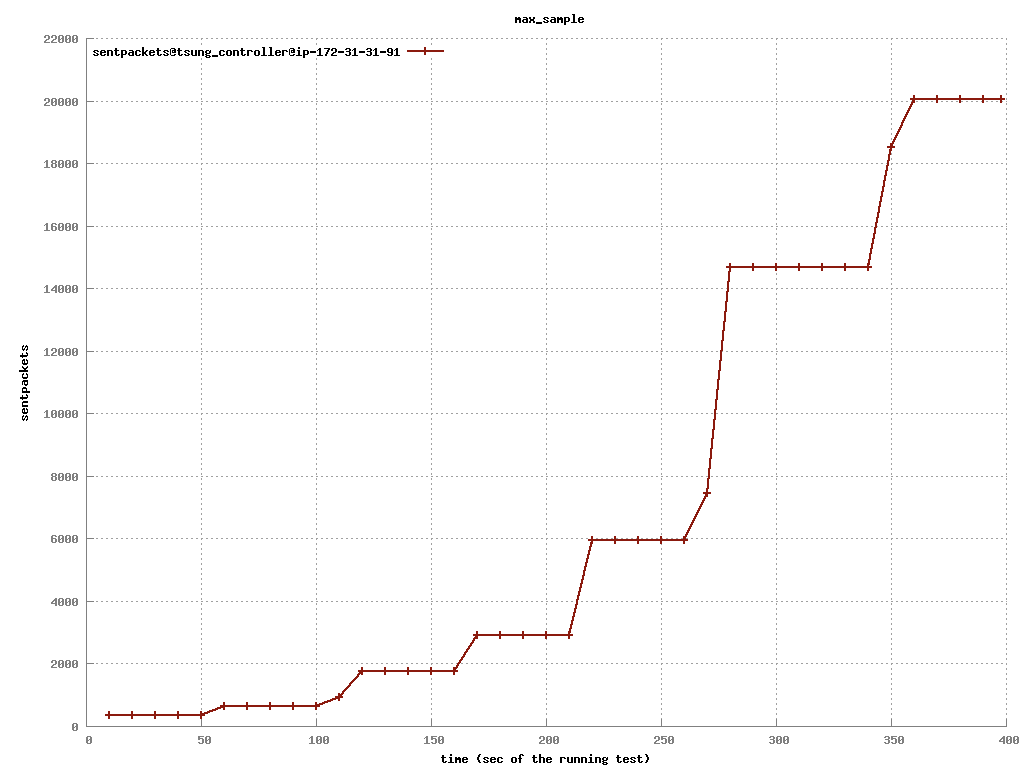 max_sample
22000
sentpackets@tsung_controller@ip-172-31-31-91
20000
18000
16000
14000
12000
sentpackets
10000
8000
6000
4000
2000
0
0 50 100 150 200 250 300 350 400
time (sec of the running test)